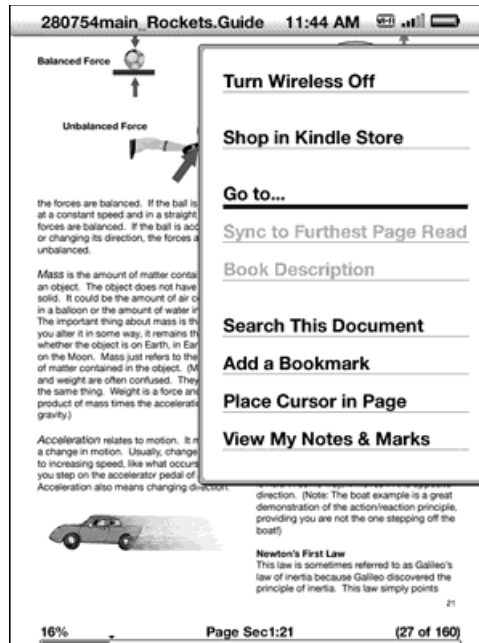 280754main_Rockets.Guide 11:44 AM Wi-Fi
Balanced Force
Unbalanced Force
the forces are balanced. If the ball is
at a constant speed and in a straight
forces are balanced. If the ball is acc
or changing its direction, the forces a
unbalanced.
Mass is the amount of matter contai
an object. The object does not have
solid. It could be the amount of air o
in a balloon or the amount of water in
The important thing about mass is th
you alter it in some way, it remains th
whether the object is on Earth, in Ear
on the Moon. Mass just refers to the
of matter contained in the object. (M
and weight are often confused. They
the same thing. Weight is a force and
product of mass times the acceleratio
gravity.)
Acceleration relates to motion. It m
a change in motion. Usually, change
to increasing speed, like what occurs
you step on the accelerator pedal of
Acceleration also means changing direction.
Turn Wireless Off
Shop in Kindle Store
Go to...
Sync to Furthest Page Read
Book Description
Search This Document
Add a Bookmark
Place Cursor in Page
View My Notes & Marks
direction. (Note: The boat example is a great
demonstration of the action/reaction principle,
providing you are not the one stepping off the
boat!)
Newton's First Law
This law is sometimes referred to as Galileo's
law of inertia because Galileo discovered the
principle of inertia. This law simply points
21
16% Page Sec1:21 (27 of 160)